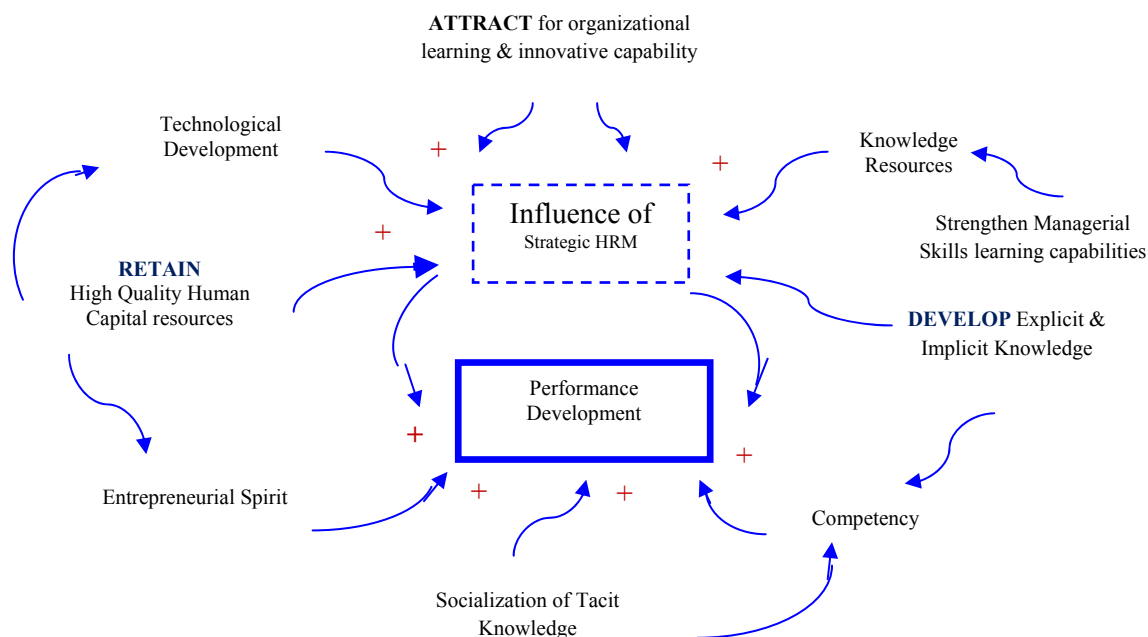 ATTRACT for organizational
learning & innovative capability
Technological
Development
+
+
Knowledge
Resources
Influence of
Strategic HRM
+
Strengthen Managerial
Skills learning capabilities
RETAIN
High Quality Human
Capital resources
DEVELOP Explicit &
Implicit Knowledge
Performance
Development
+
+
Entrepreneurial Spirit
+
+
Competency
Socialization of Tacit
Knowledge